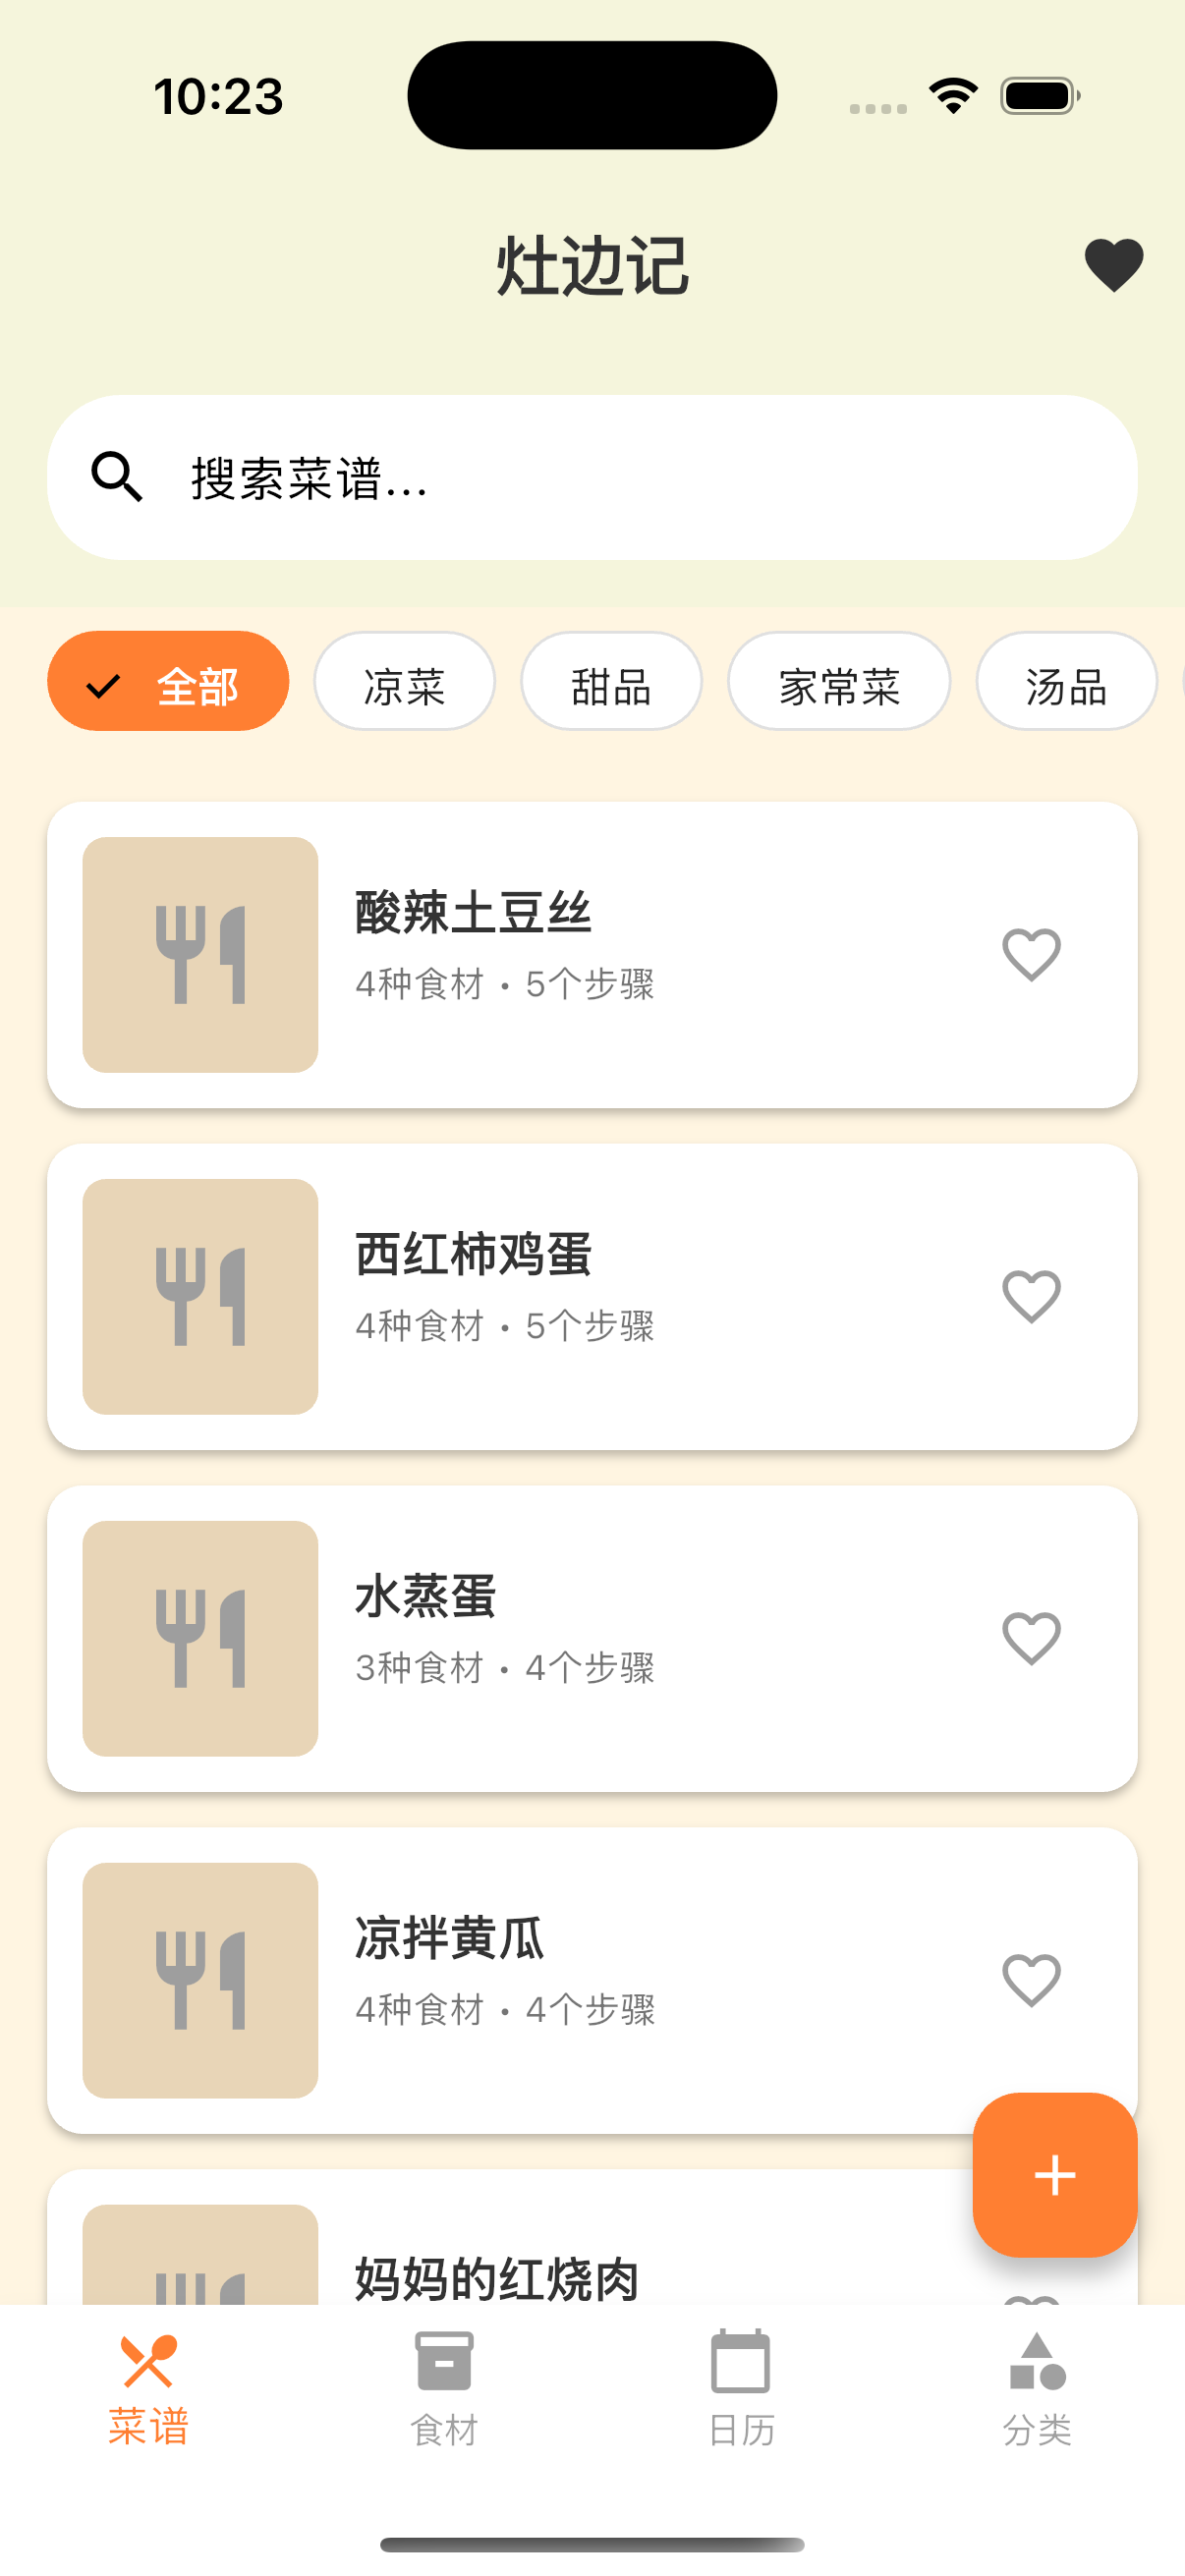 10:23
灶边记
搜索菜谱...
全部 凉菜 甜品 家常菜 汤品
酸辣土豆丝
4种食材 • 5个步骤
西红柿鸡蛋
4种食材 • 5个步骤
水蒸蛋
3种食材 • 4个步骤
凉拌黄瓜
4种食材 • 4个步骤
妈妈的红烧肉
菜谱 食材 日历 分类